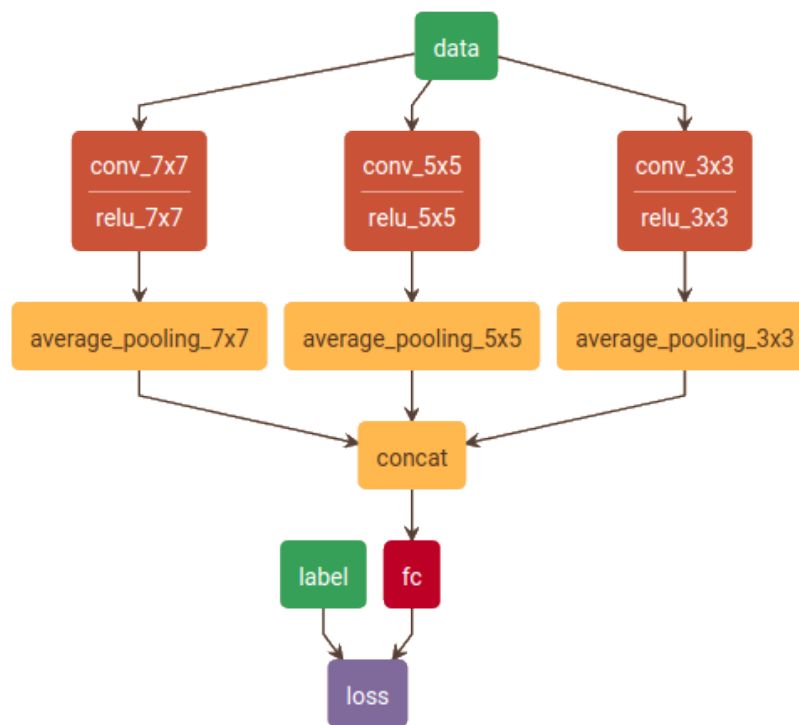 data
conv_7x7
relu_7x7
conv_5x5
relu_5x5
conv_3x3
relu_3x3
average_pooling_7x7
average_pooling_5x5
average_pooling_3x3
concat
label
fc
loss